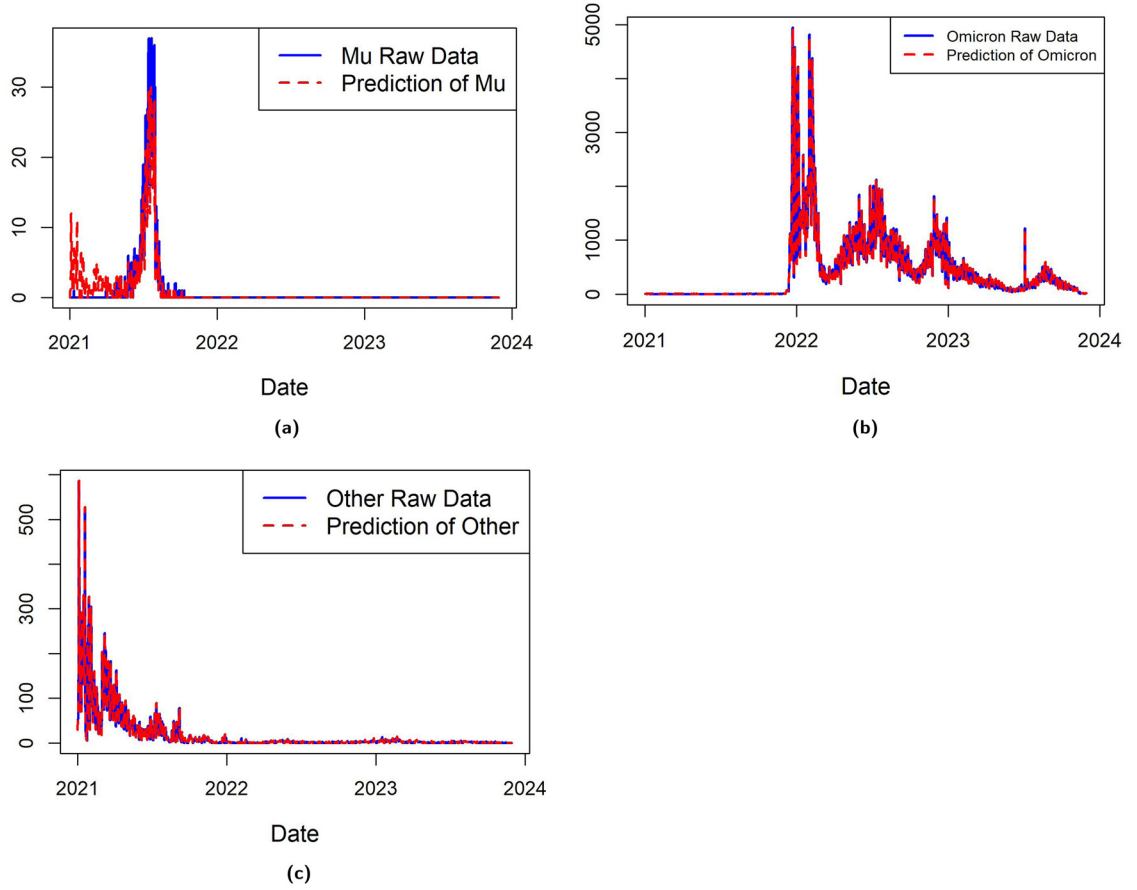 Mu Raw Data
Prediction of Mu
30
20
10
0
2021 2022 2023 2024
Date
(a)
Omicron Raw Data
Prediction of Omicron
5000
3000
1000
0
2021 2022 2023 2024
Date
(b)
Other Raw Data
Prediction of Other
500
300
100
0
2021 2022 2023 2024
Date
(c)